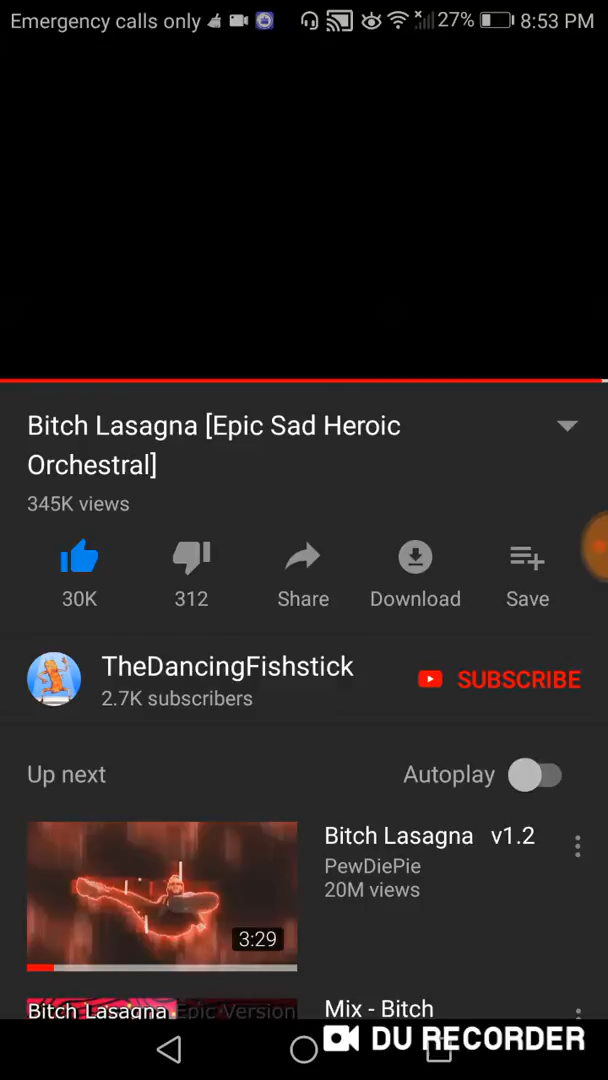 Emergency calls only 27% 8:53 PM
Bitch Lasagna [Epic Sad Heroic
Orchestral]
345K views
30K 312 Share Download Save
TheDancingFishstick
2.7K subscribers
SUBSCRIBE
Up next Autoplay
Bitch Lasagna v1.2
PewDiePie
20M views
3:29
Bitch Lasagna Epic Version
Mix - Bitch
DU RECORDER